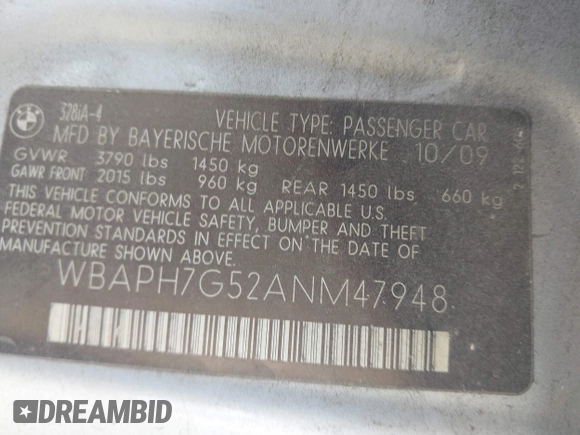 BMW
328iA-4
VEHICLE TYPE: PASSENGER CAR
MFD BY BAYERISCHE MOTORENWERKE 10/09
GVWR 3790 lbs 1450 kg
GAWR FRONT 2015 lbs 960 kg REAR 1450 lbs 660 kg
THIS VEHICLE CONFORMS TO ALL APPLICABLE U.S.
FEDERAL MOTOR VEHICLE SAFETY, BUMPER AND THEFT
PREVENTION STANDARDS IN EFFECT ON THE DATE OF
MANUFACTURE SHOWN ABOVE.
WBAPH7G52ANM47948
DREAMBID